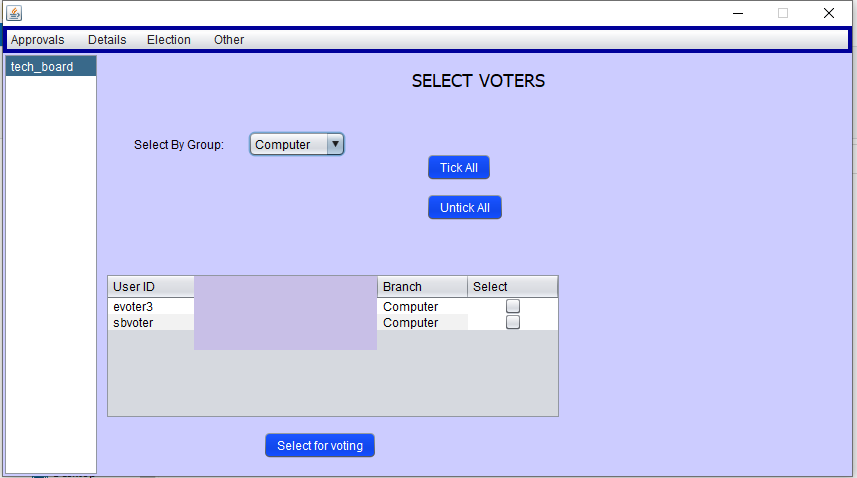 Approvals Details Election Other
tech_board
SELECT VOTERS
Select By Group: Computer
Tick All
Untick All
User ID Branch Select
evoter3 Computer
sbvoter Computer
Select for voting